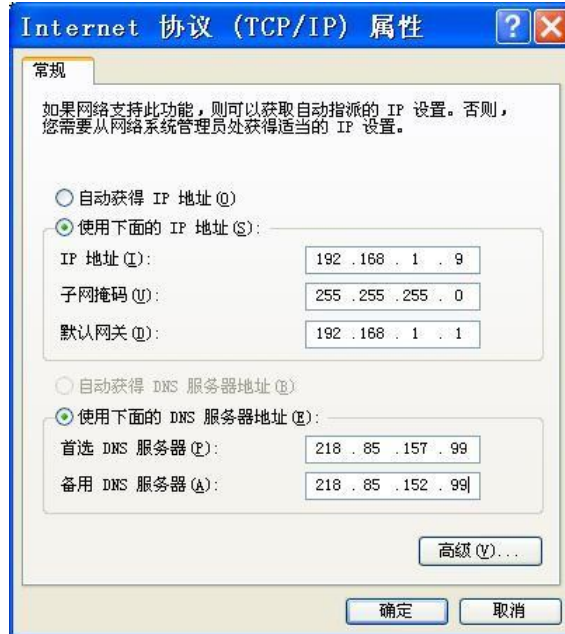 Internet 协议 (TCP/IP) 属性
常规
如果网络支持此功能，则可以获取自动指派的 IP 设置。否则，
您需要从网络系统管理员处获得适当的 IP 设置。
自动获得 IP 地址(O)
使用下面的 IP 地址(S):
IP 地址(I): 192 .168 . 1 . 9
子网掩码(U): 255 .255 .255 . 0
默认网关(D): 192 .168 . 1 . 1
自动获得 DNS 服务器地址(B)
使用下面的 DNS 服务器地址(E):
首选 DNS 服务器(P): 218 . 85 .157 . 99
备用 DNS 服务器(A): 218 . 85 .152 . 99
高级(V)...
确定 取消